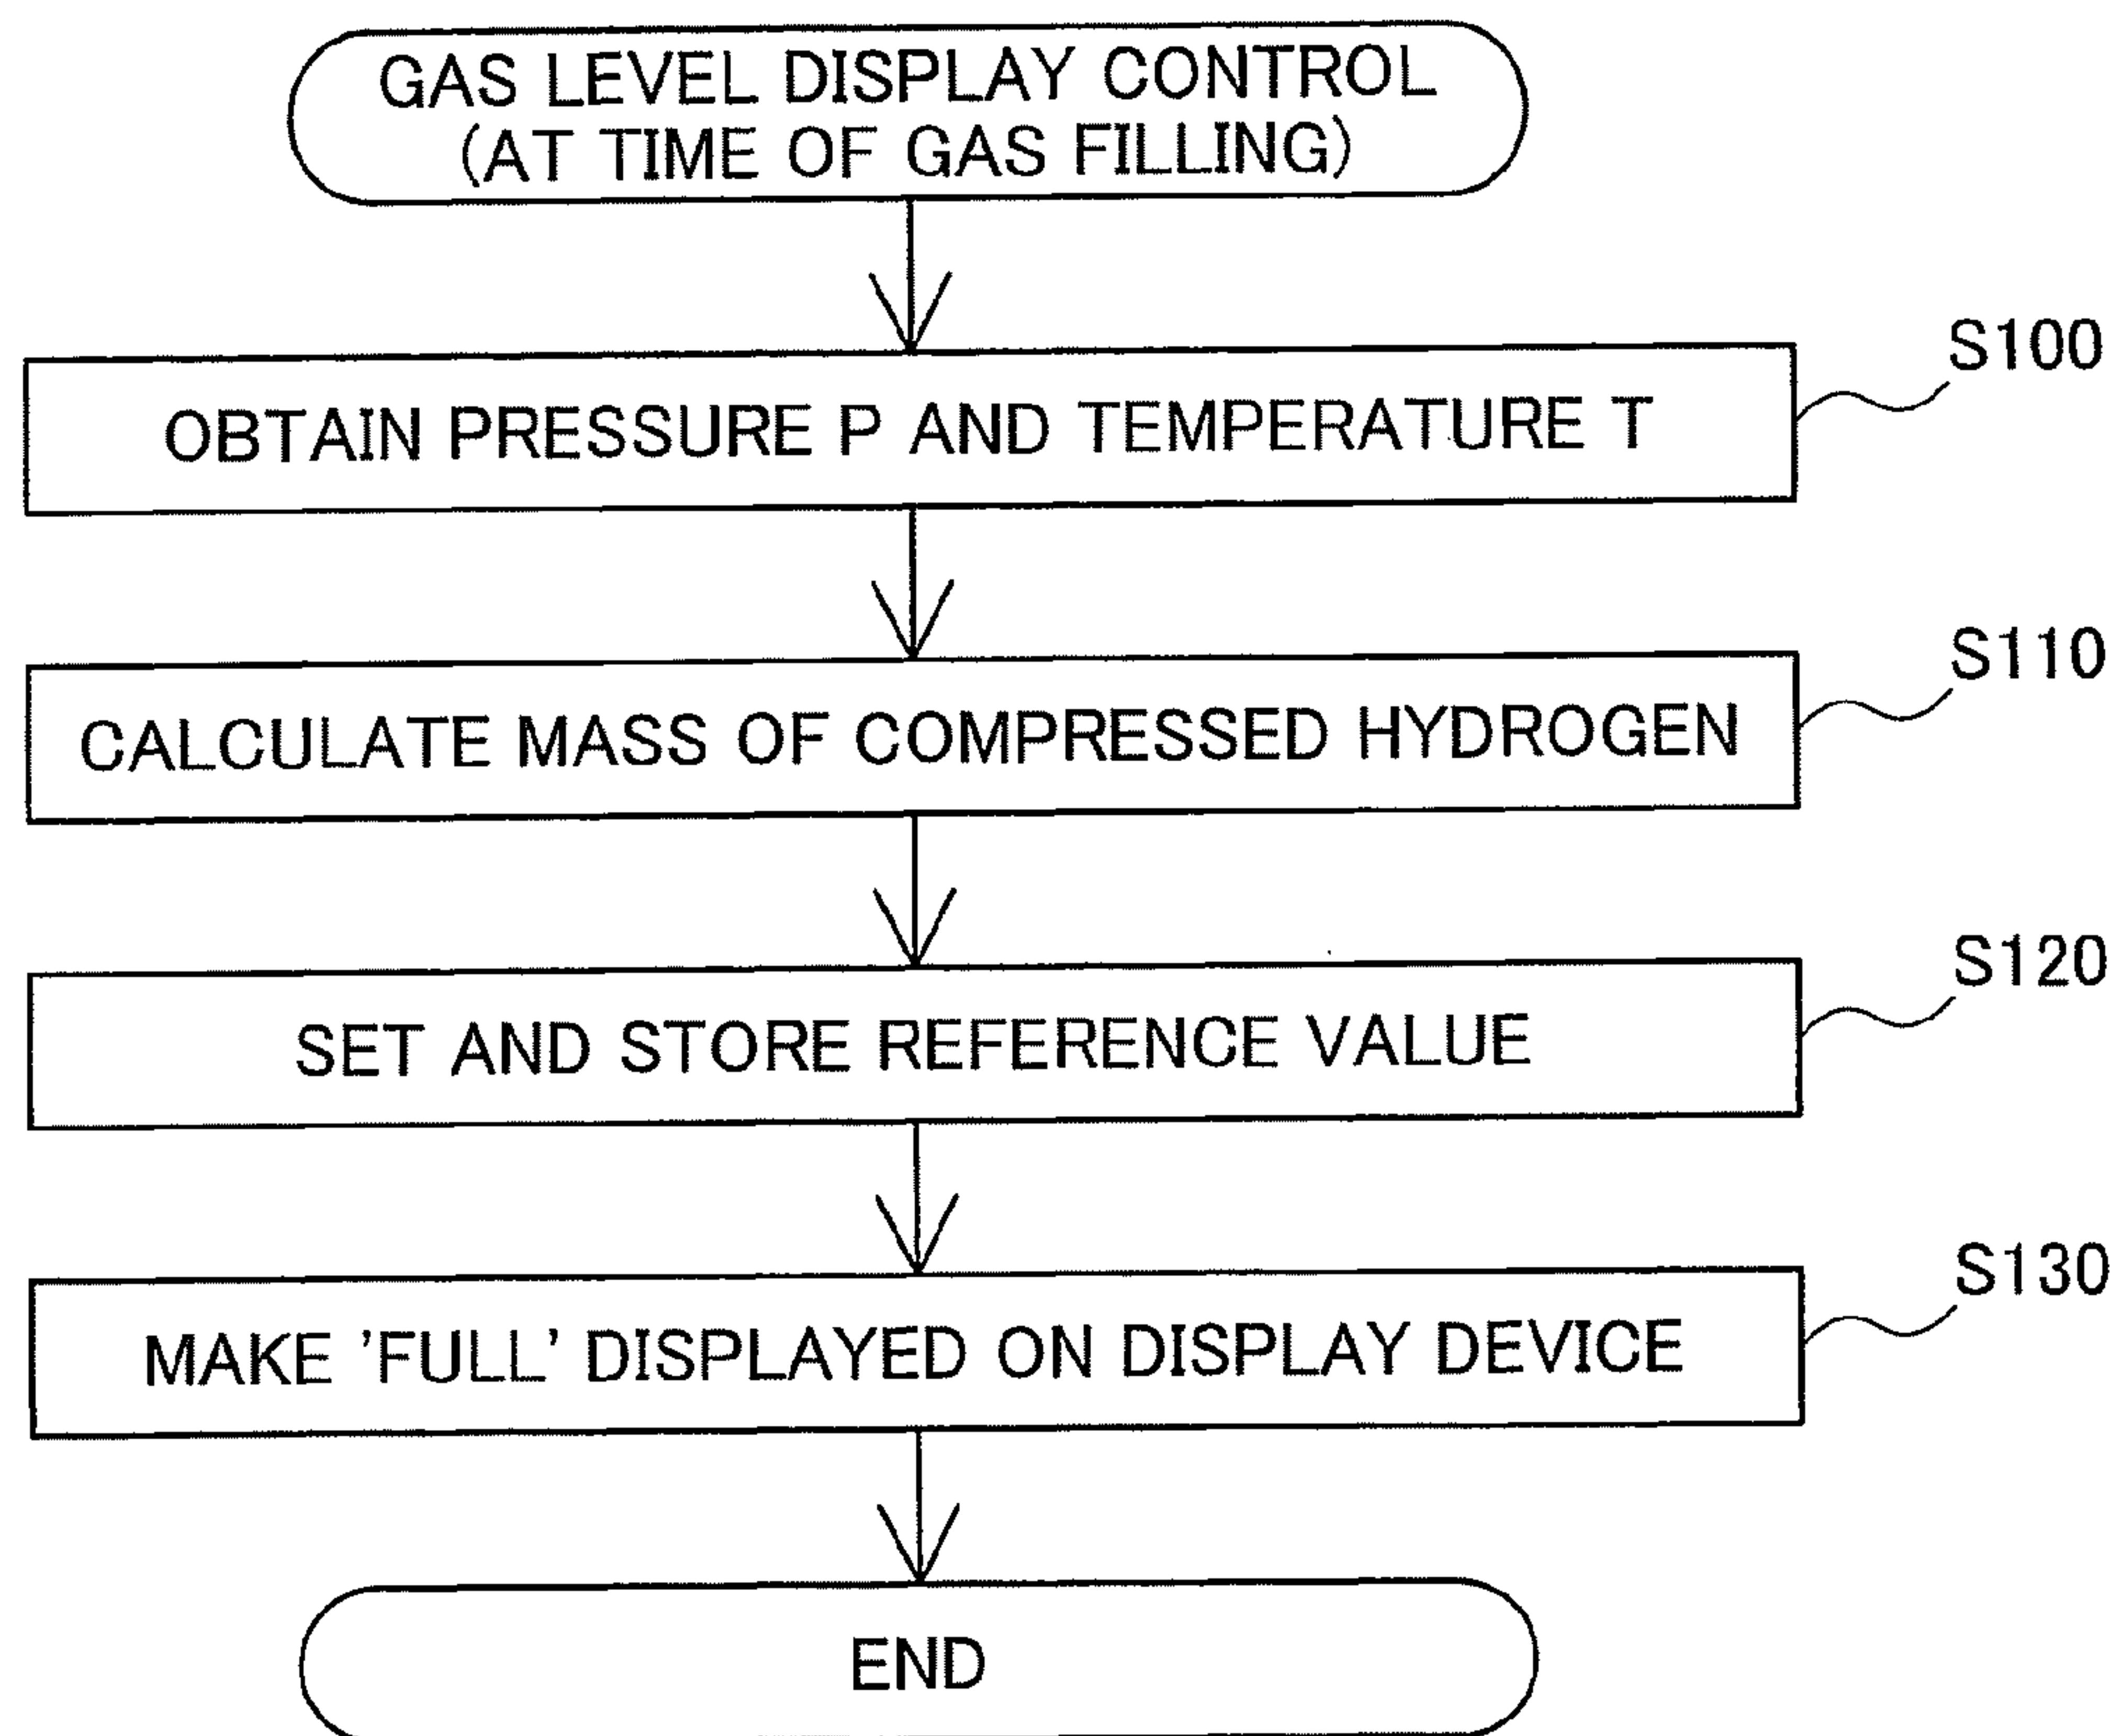 GAS LEVEL DISPLAY CONTROL
(AT TIME OF GAS FILLING)
S100
OBTAIN PRESSURE P AND TEMPERATURE T
S110
CALCULATE MASS OF COMPRESSED HYDROGEN
S120
SET AND STORE REFERENCE VALUE
S130
MAKE 'FULL' DISPLAYED ON DISPLAY DEVICE
END